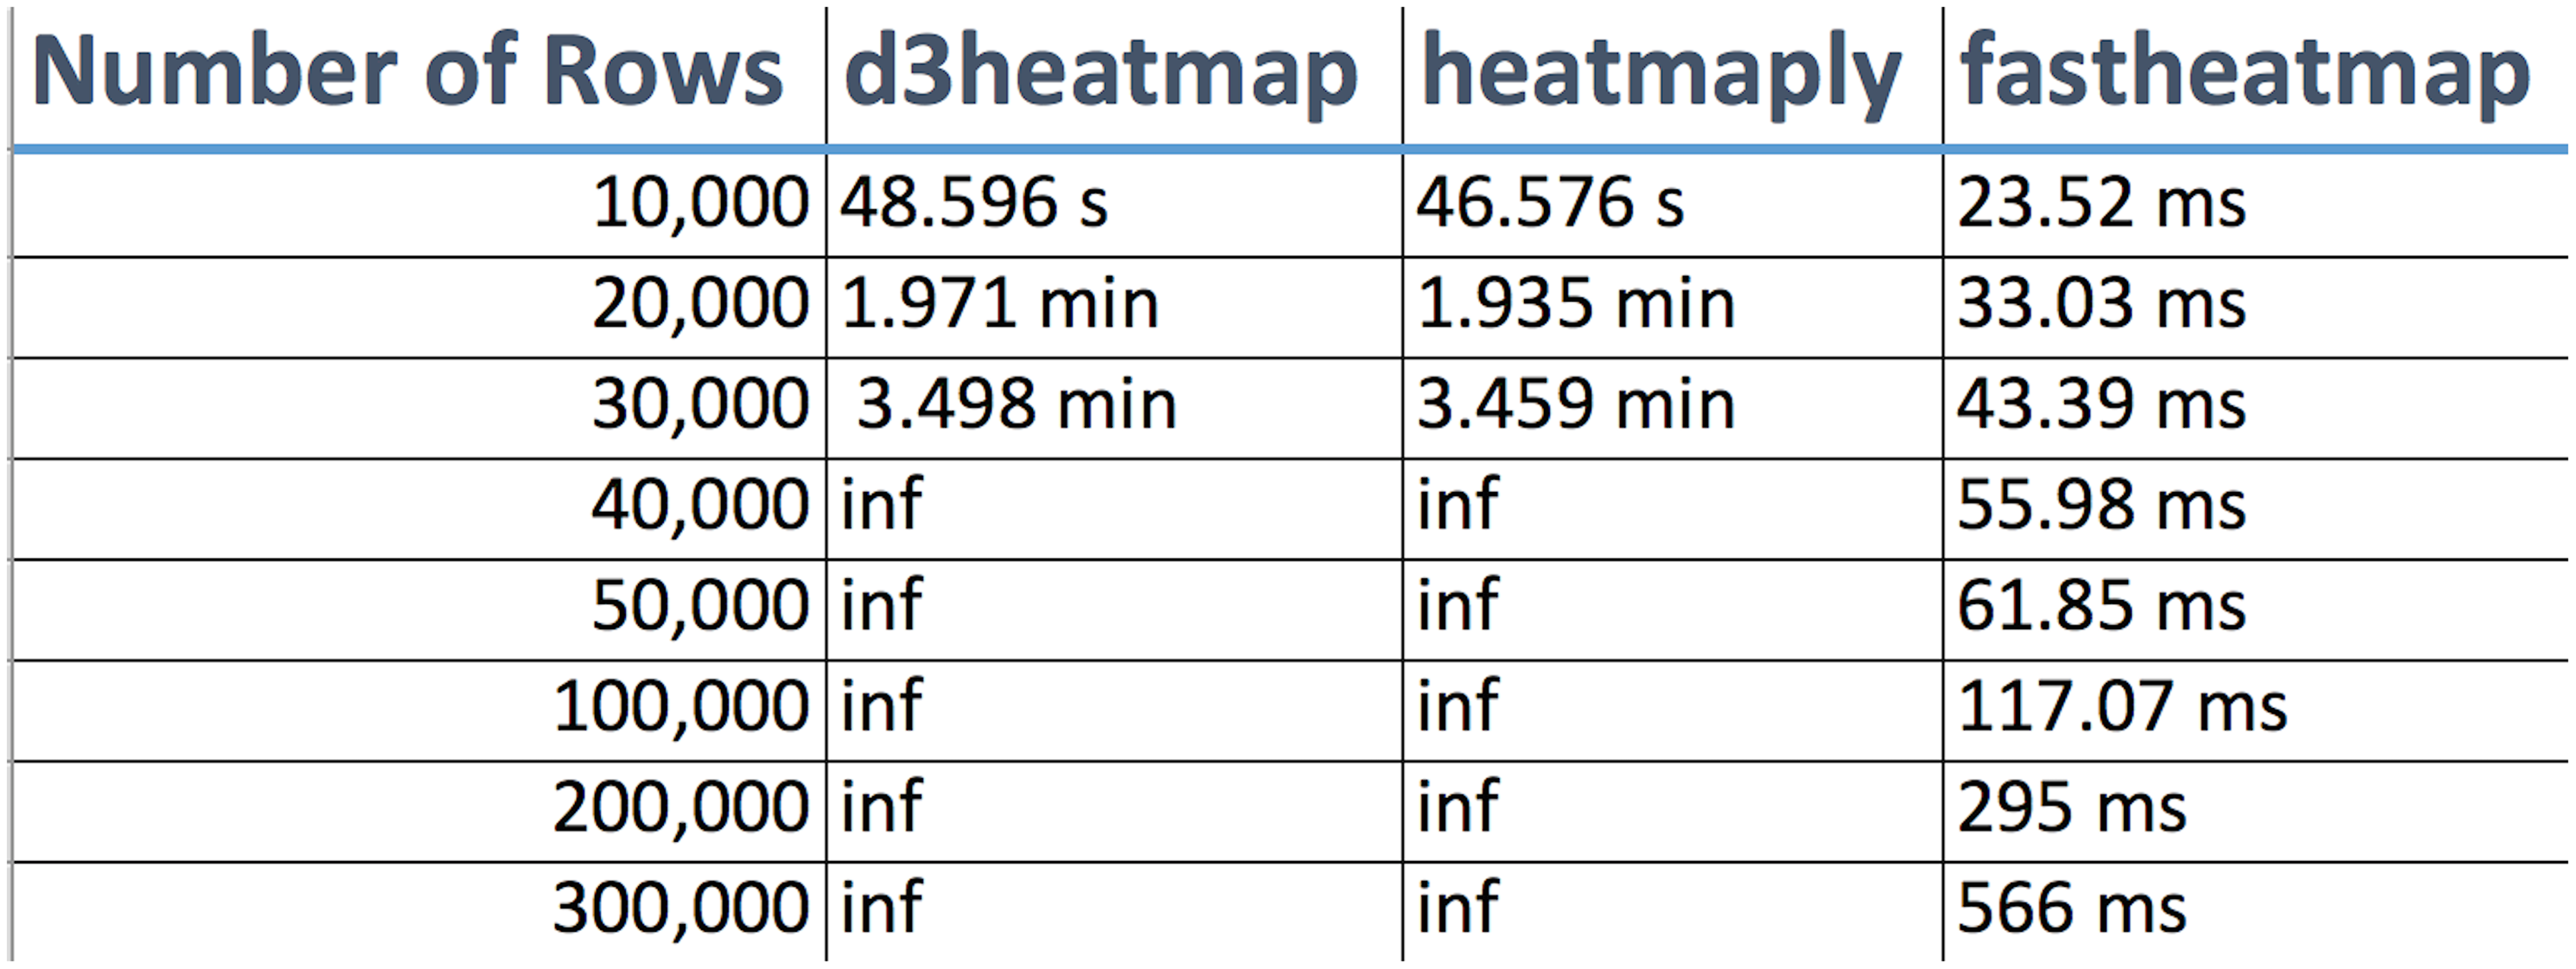 Number of Rows d3heatmap heatmaply fastheatmap
10,000 48.596 s 46.576 s 23.52 ms
20,000 1.971 min 1.935 min 33.03 ms
30,000 3.498 min 3.459 min 43.39 ms
40,000 inf inf 55.98 ms
50,000 inf inf 61.85 ms
100,000 inf inf 117.07 ms
200,000 inf inf 295 ms
300,000 inf inf 566 ms